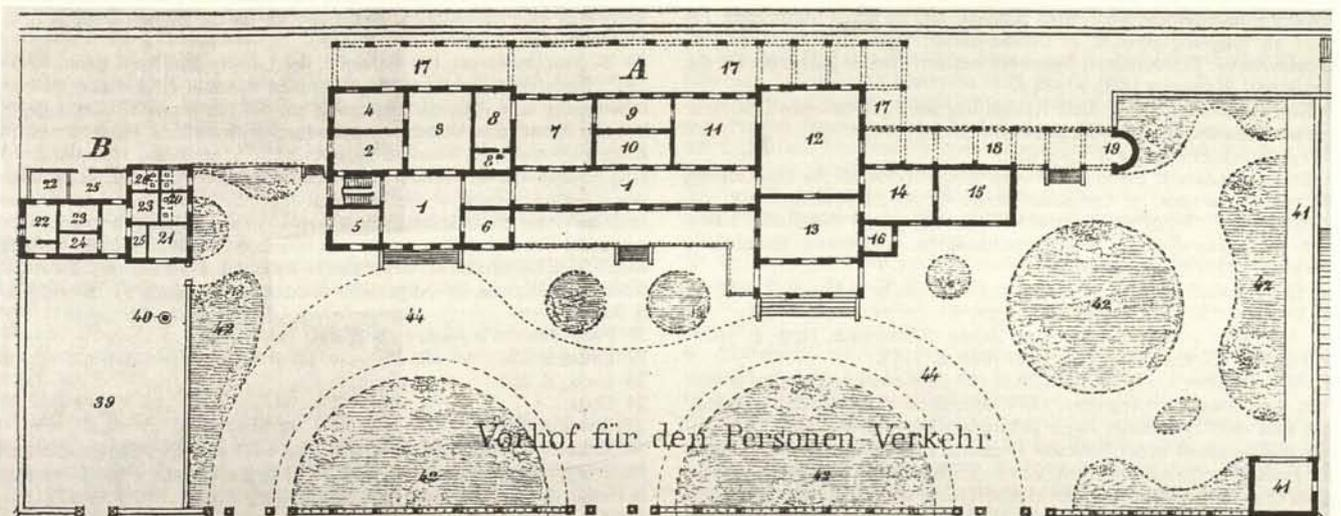 17 A 17
4 3 8 7 9 11 12 17
B 2 8a 10 18 19
22 25 26 20 1 1 14 15 41
22 23 23 5 6 13 16
24 25 21
40 42 44 42 42
39 44
Vorhof für den Personen-Verkehr
42 42 41